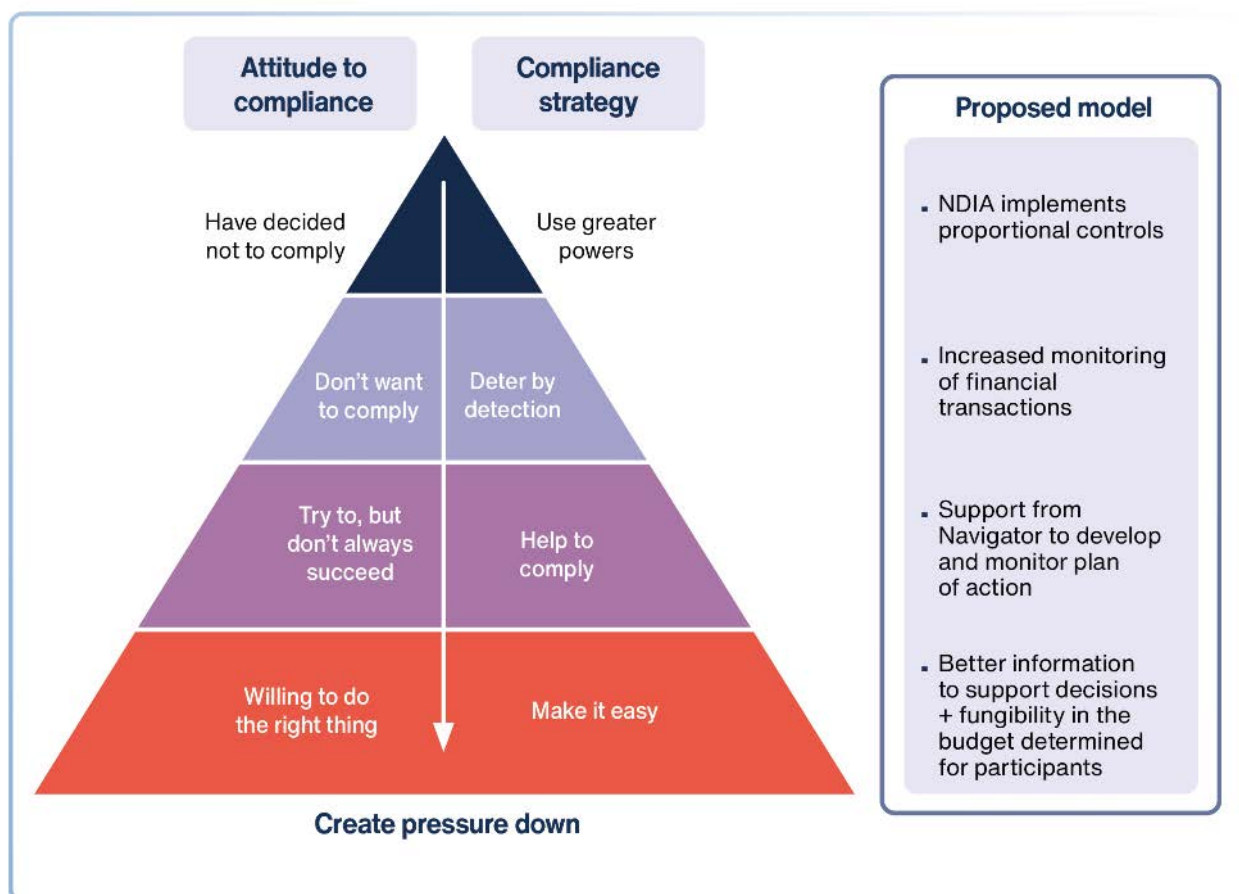 Attitude to
compliance
Compliance
strategy
Have decided
not to comply
Use greater
powers
Don't want
to comply
Deter by
detection
Try to, but
don't always
succeed
Help to
comply
Willing to do
the right thing
Make it easy
Create pressure down
Proposed model
▪ NDIA implements
proportional controls
▪ Increased monitoring
of financial
transactions
▪ Support from
Navigator to develop
and monitor plan
of action
▪ Better information
to support decisions
+ fungibility in the
budget determined
for participants